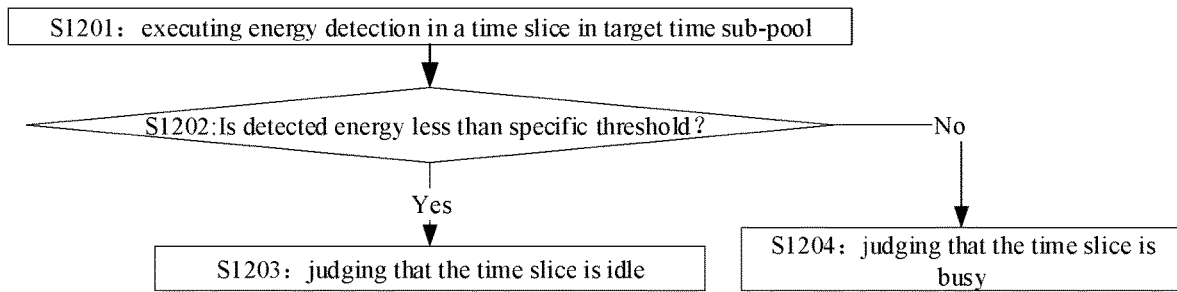 S1201：executing energy detection in a time slice in target time sub-pool
S1202:Is detected energy less than specific threshold？
No
Yes
S1203：judging that the time slice is idle
S1204：judging that the time slice is
busy